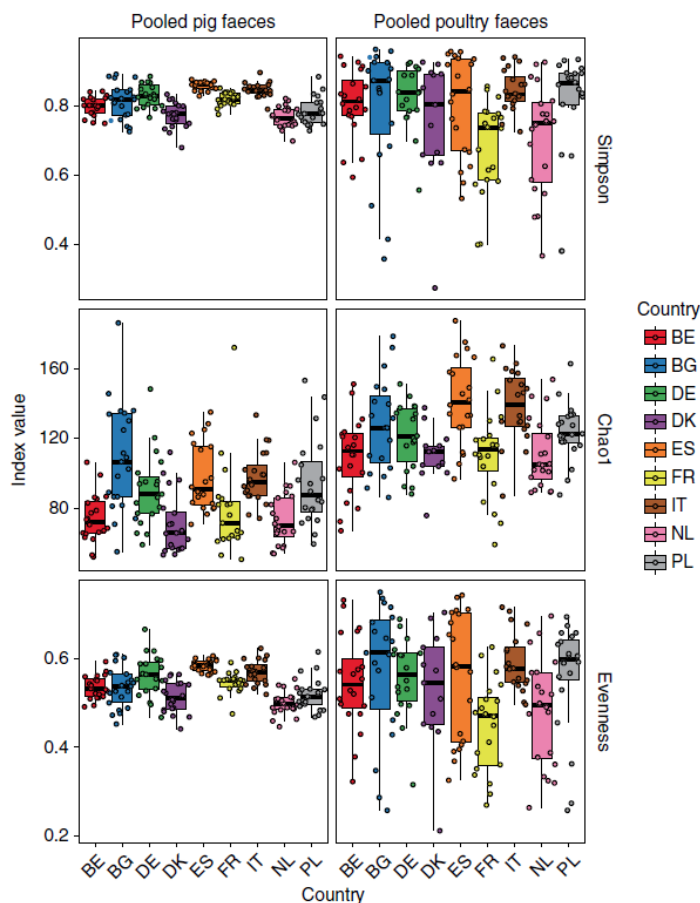 Pooled pig faeces
Pooled poultry faeces
0.8
0.6
0.4
Simpson
160
120
80
Chao1
0.6
0.4
0.2
Evenness
Index value
BE BG DE DK ES FR IT NL PL
BE BG DE DK ES FR IT NL PL
Country
Country
BE
BG
DE
DK
ES
FR
IT
NL
PL